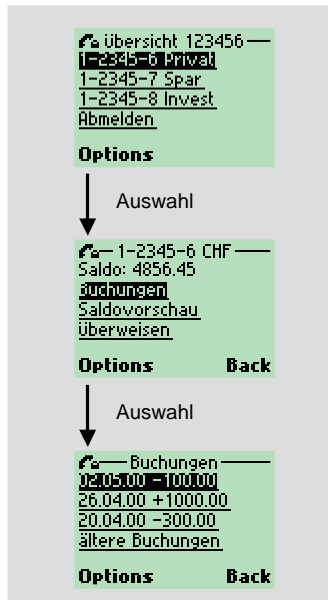 übersicht 123456
1-2345-6 Privat
1-2345-7 Spar
1-2345-8 Invest
Abmelden
Options
Auswahl
1-2345-6 CHF
Saldo: 4856.45
Buchungen
Saldovorschau
überweisen
Options Back
Auswahl
Buchungen
02.05.00 -100.00
26.04.00 +1000.00
20.04.00 -300.00
ältere Buchungen
Options Back